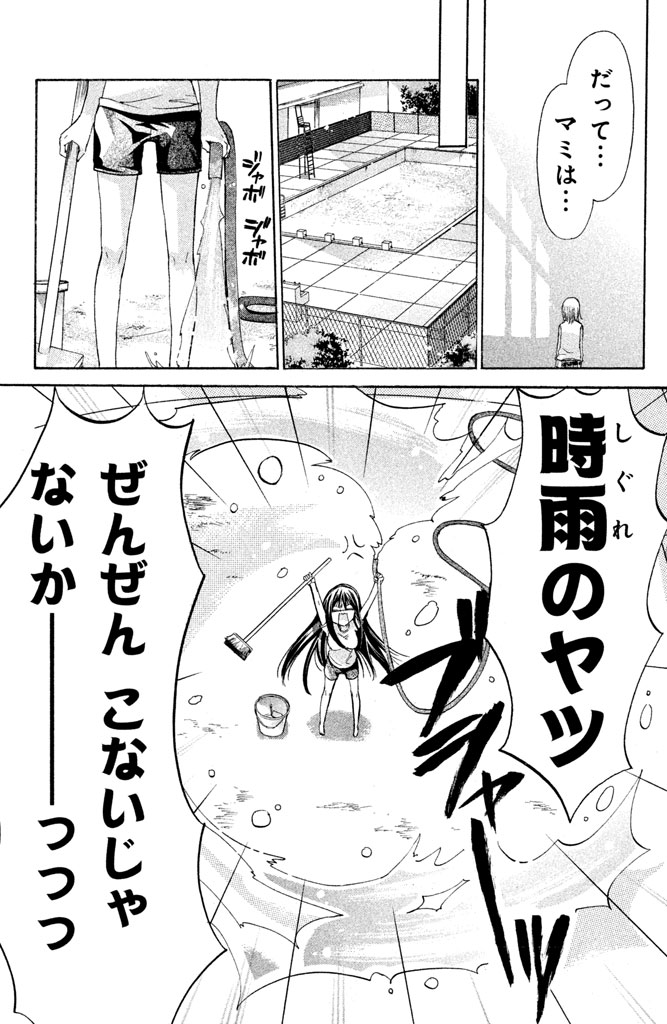 だって…
マミは…
ジャボ
ジャボ
時雨のヤツ
しぐれ
ぜんぜん こないじゃ
ないか──っつつ
ブシャーッ